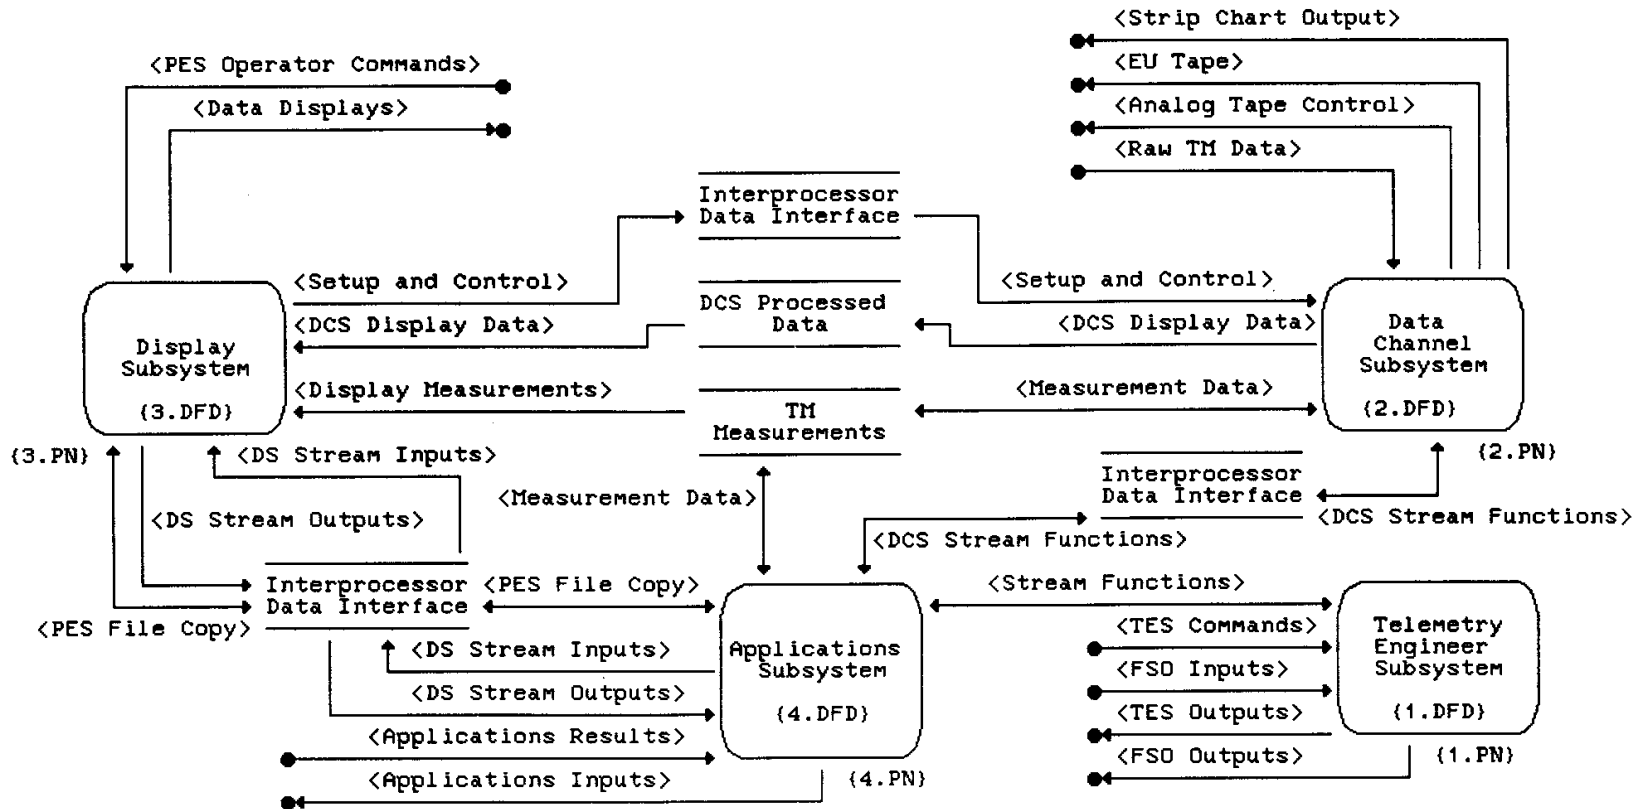 <Strip Chart Output>
<EU Tape>
<PES Operator Commands>
<Data Displays>
<Analog Tape Control>
<Raw TM Data>
Interprocessor
Data Interface
<Setup and Control>
<Setup and Control>
DCS Processed
Data
<DCS Display Data>
<DCS Display Data>
Display
Subsystem
{3.DFD}
Data
Channel
Subsystem
{2.DFD}
<Display Measurements>
<Measurement Data>
TM
Measurements
{3.PN}
<DS Stream Inputs>
{2.PN}
<Measurement Data>
Interprocessor
Data Interface
<DS Stream Outputs>
<DCS Stream Functions>
<DCS Stream Functions>
Interprocessor
Data Interface
<PES File Copy>
<Stream Functions>
<PES File Copy>
<DS Stream Inputs>
<DS Stream Outputs>
Applications
Subsystem
{4.DFD}
<TES Commands>
<FSO Inputs>
<TES Outputs>
<FSO Outputs>
Telemetry
Engineer
Subsystem
{1.DFD}
<Applications Results>
<Applications Inputs>
{4.PN}
{1.PN}